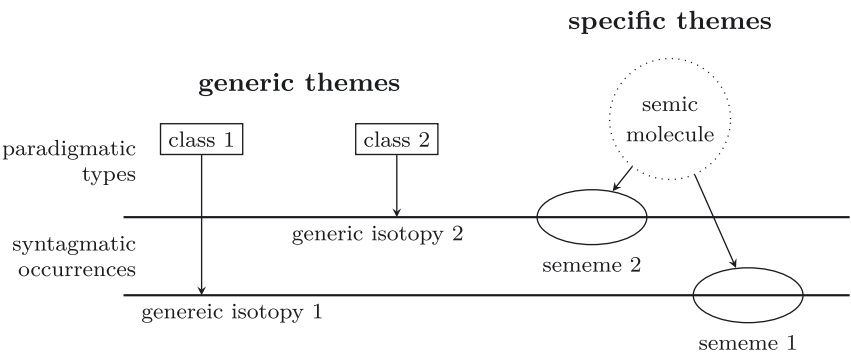 specific themes
generic themes
semic
molecule
class 1
class 2
paradigmatic
types
generic isotopy 2
syntagmatic
occurrences
sememe 2
genereic isotopy 1
sememe 1